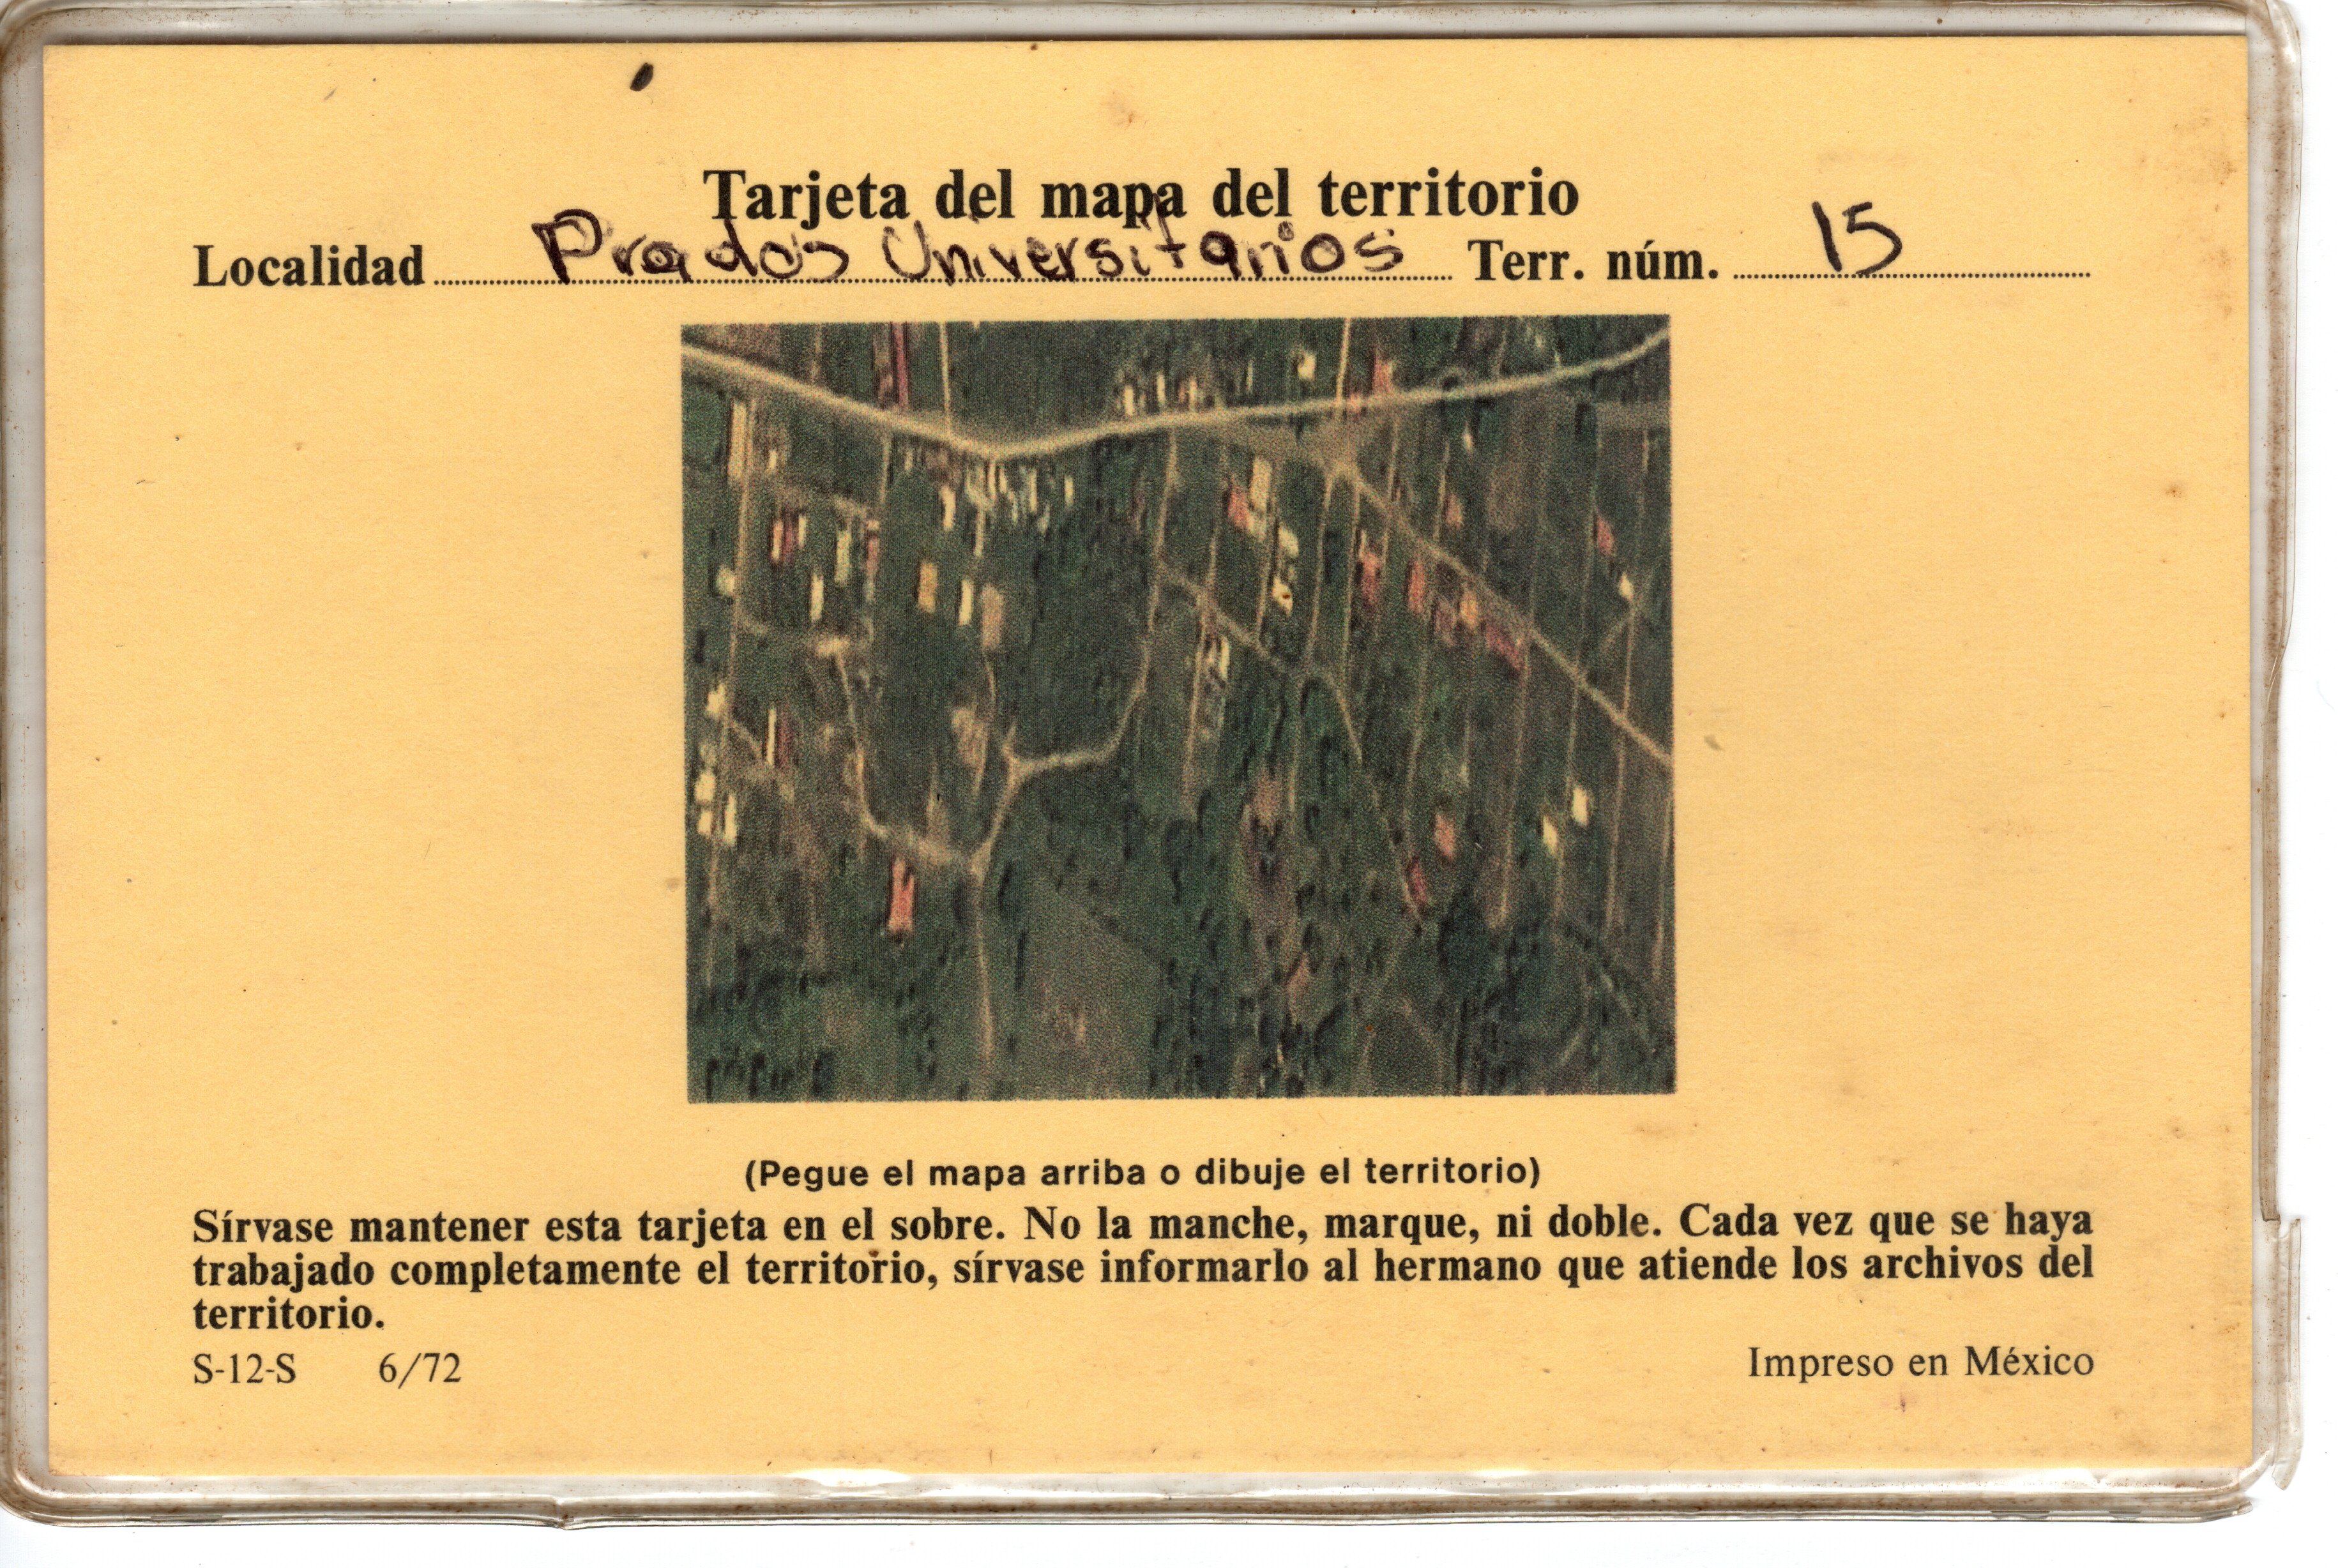 Tarjeta del mapa del territorio
Localidad Prados Universitarios Terr. núm. 15
(Pegue el mapa arriba o dibuje el territorio)
Sírvase mantener esta tarjeta en el sobre. No la manche, marque, ni doble. Cada vez que se haya
trabajado completamente el territorio, sírvase informarlo al hermano que atiende los archivos del
territorio.
S-12-S 6/72 Impreso en México